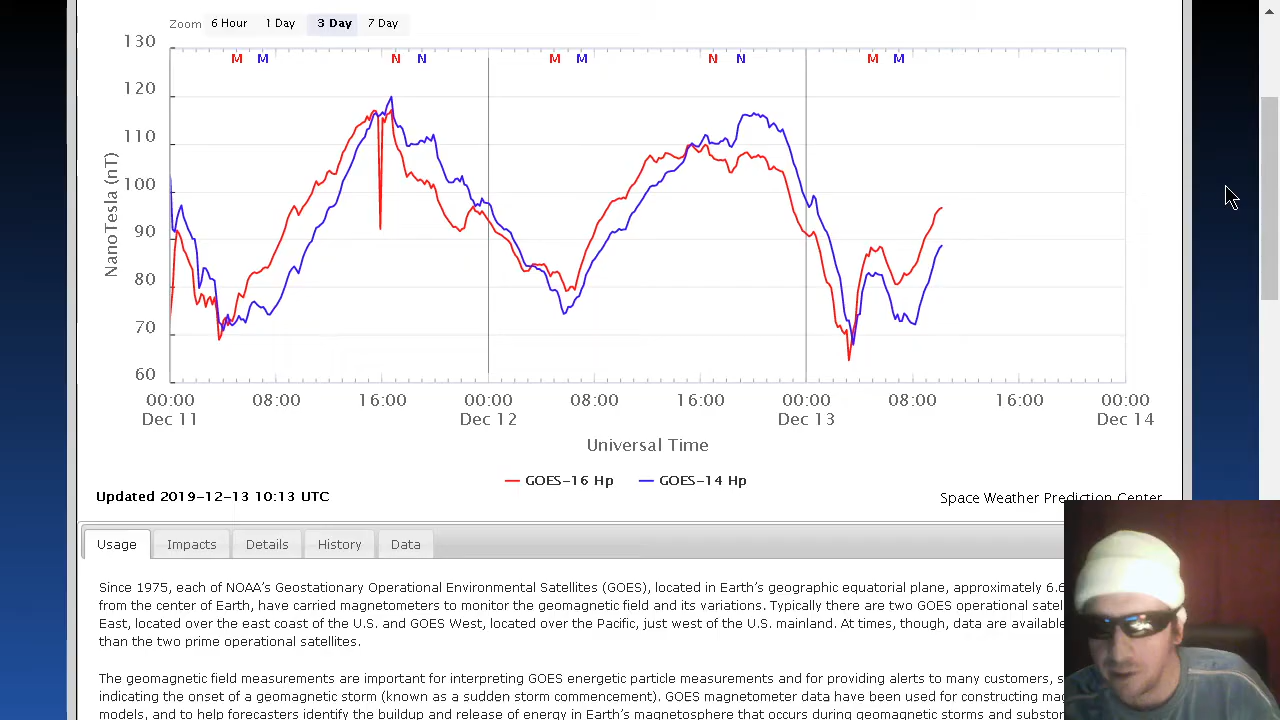 Zoom 6 Hour 1 Day 3 Day 7 Day
130
M M N N M M N N M M
120
110
100
90
80
70
60
NanoTesla (nT)
00:00 08:00 16:00 00:00 08:00 16:00 00:00 08:00 16:00 00:00
Dec 11 Dec 12 Dec 13 Dec 14
Universal Time
GOES-16 Hp GOES-14 Hp
Updated 2019-12-13 10:13 UTC Space Weather Prediction Center
Usage Impacts Details History Data
Since 1975, each of NOAA's Geostationary Operational Environmental Satellites (GOES), located in Earth's geographic equatorial plane, approximately 6.6
from the center of Earth, have carried magnetometers to monitor the geomagnetic field and its variations. Typically there are two GOES operational
East, located over the east coast of the U.S. and GOES West, located over the Pacific, just west of the U.S. mainland. At times, though, data are available
than the two prime operational satellites.
The geomagnetic field measurements are important for interpreting GOES energetic particle measurements and for providing alerts to many customers,
indicating the onset of a geomagnetic storm (known as a sudden storm commencement). GOES magnetometer data have been used for constructing
models, and to help forecasters identify the buildup and release of energy in Earth's magnetosphere that occurs during geomagnetic storms and